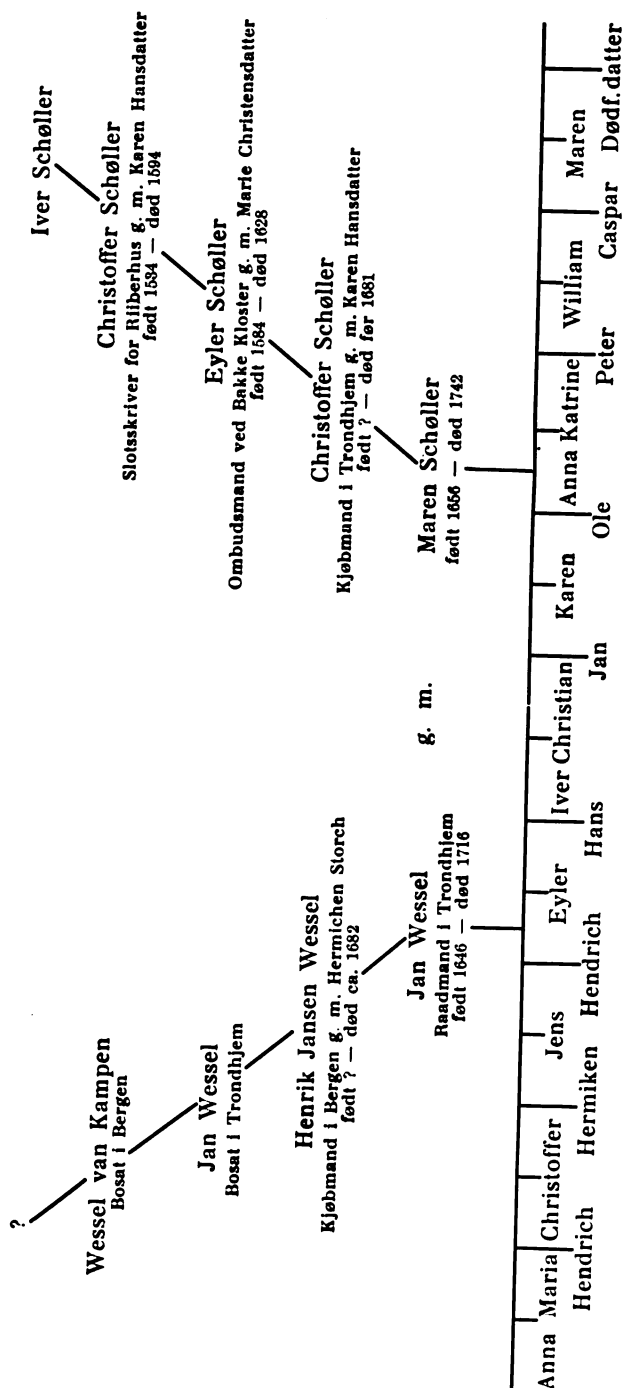 ?
Wessel van Kampen
Bosat i Bergen
Jan Wessel
Bosat i Trondhjem
Henrik Jansen Wessel
Kjøbmand i Bergen g. m. Hermichen Storch
født ? — død ca. 1682
Jan Wessel
Raadmand i Trondhjem
født 1646 — død 1716
g. m.
Iver Schøller
Christoffer Schøller
Slotsskriver for Riiberhus g. m. Karen Hansdatter
født 1534 — død 1594
Eyler Schøller
Ombudsmand ved Bakke Kloster g. m. Marie Christensdatter
født 1584 — død 1628
Christoffer Schøller
Kjøbmand i Trondhjem g. m. Karen Hansdatter
født ? — død før 1681
Maren Schøller
født 1656 — død 1742
Anna Maria Christoffer Jens Eyler Iver Christian Karen Anna Katrine William Maren
Hendrich Hermiken Hendrich Hans Jan Ole Peter Caspar Dødf. datter